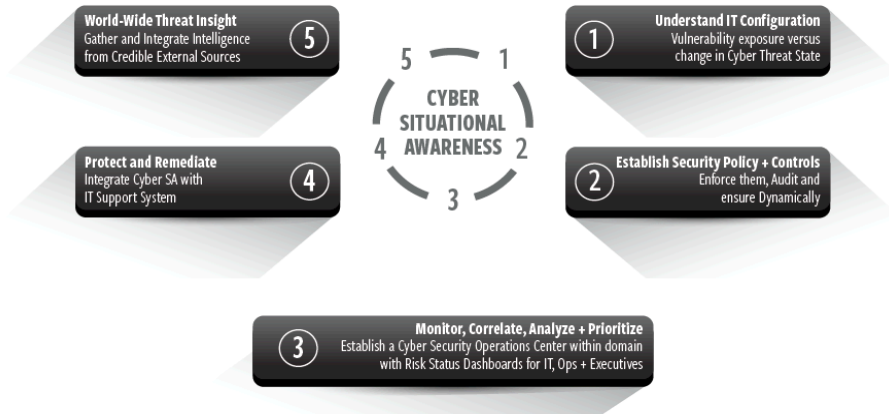 World-Wide Threat Insight
Gather and Integrate Intelligence
from Credible External Sources
5
1
Understand IT Configuration
Vulnerability exposure versus
change in Cyber Threat State
5
1
CYBER
SITUATIONAL
AWARENESS
4
2
3
Protect and Remediate
Integrate Cyber SA with
IT Support System
4
2
Establish Security Policy + Controls
Enforce them, Audit and
ensure Dynamically
3
Monitor, Correlate, Analyze + Prioritize
Establish a Cyber Security Operations Center within domain
with Risk Status Dashboards for IT, Ops + Executives